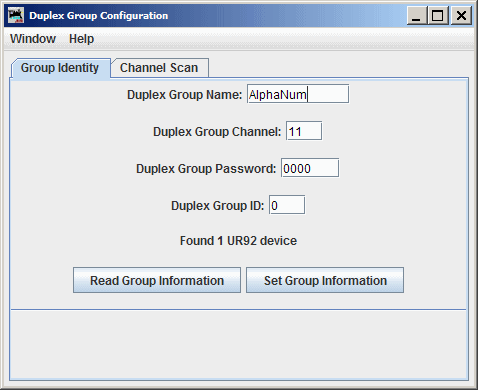 Duplex Group Configuration
Window Help
Group Identity Channel Scan
Duplex Group Name: AlphaNum
Duplex Group Channel: 11
Duplex Group Password: 0000
Duplex Group ID: 0
Found 1 UR92 device
Read Group Information Set Group Information